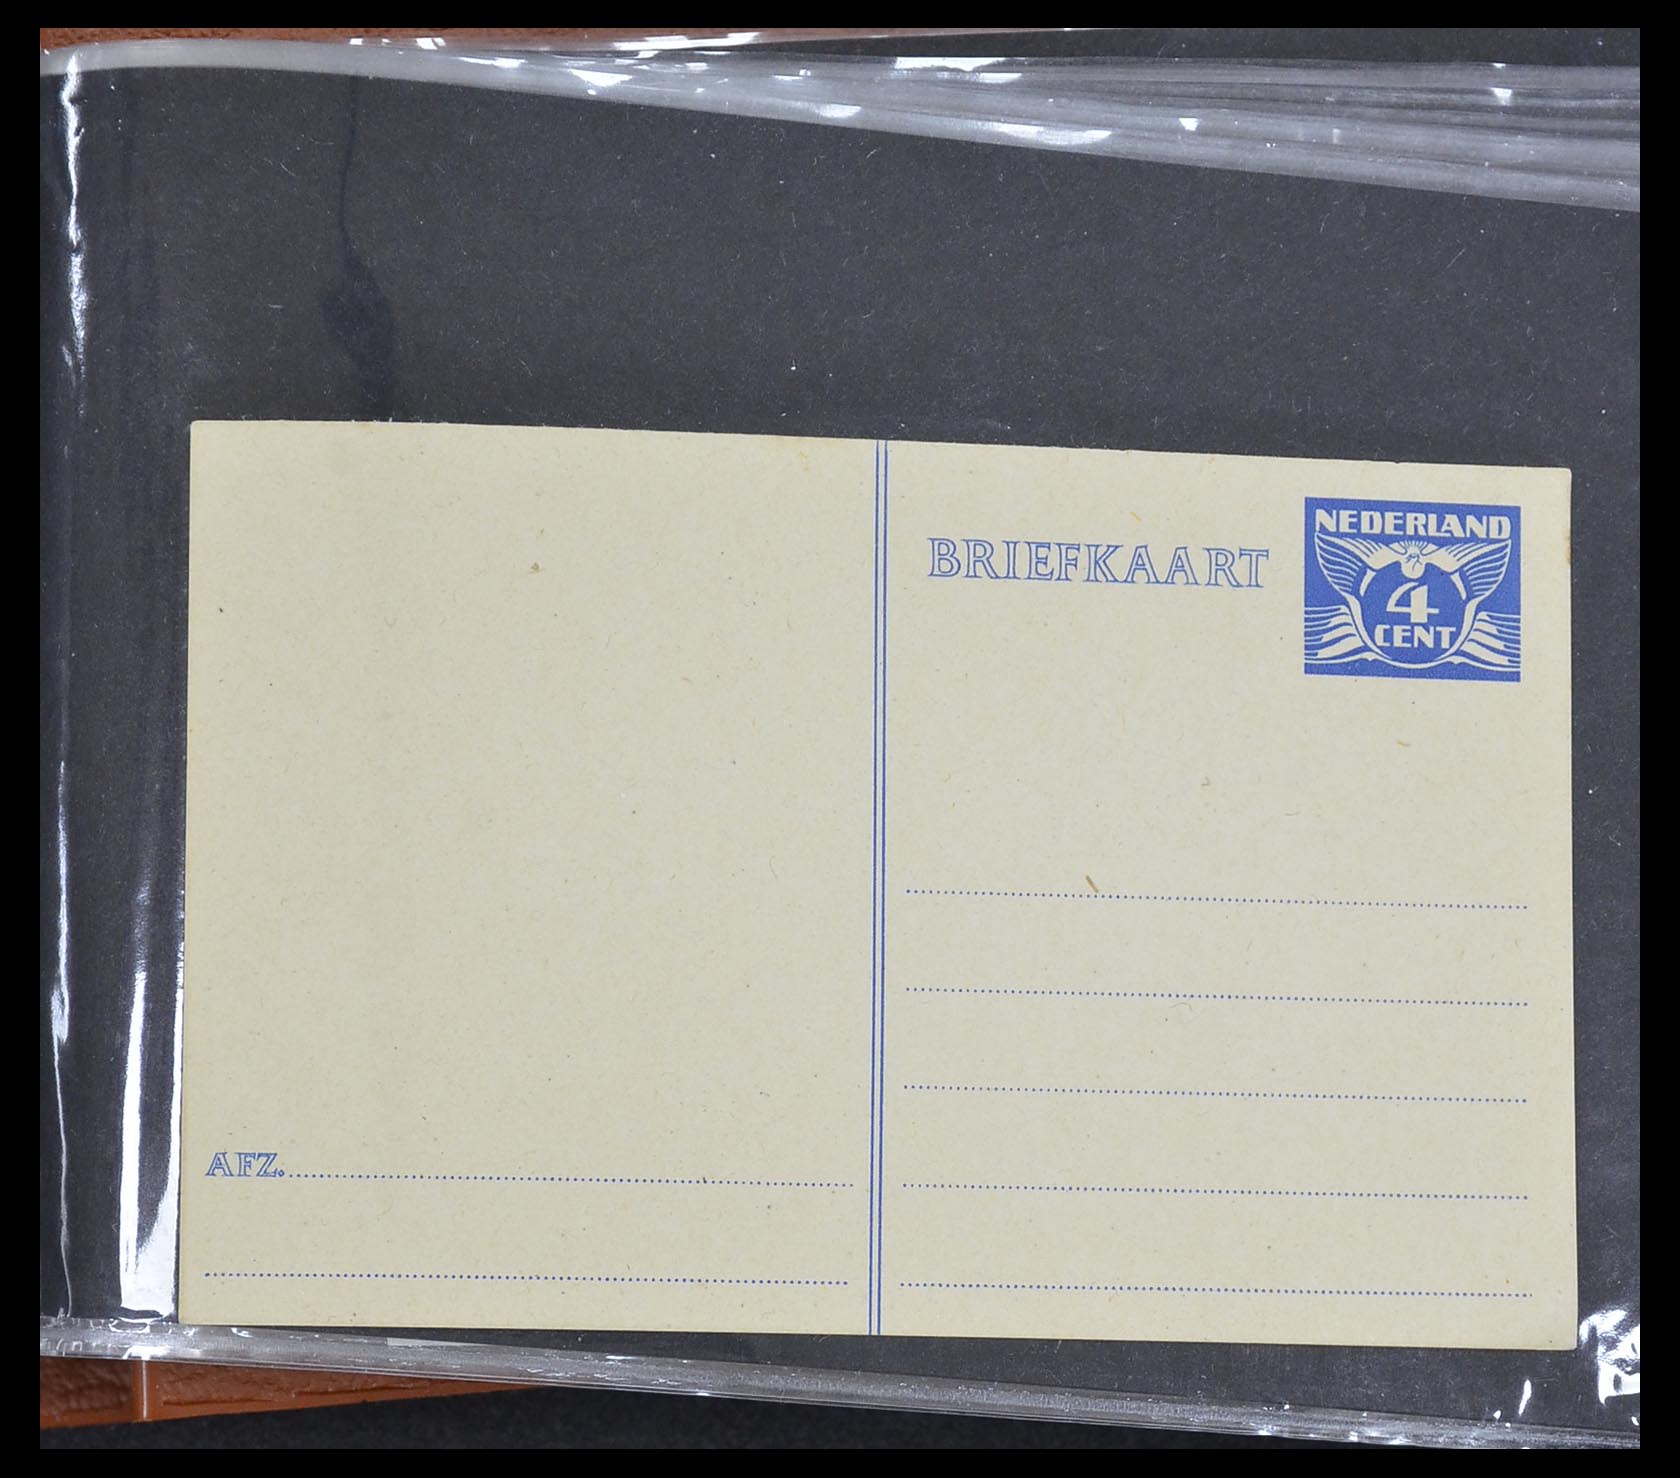 BRIEFKAART
NEDERLAND
4
CENT
AFZ.